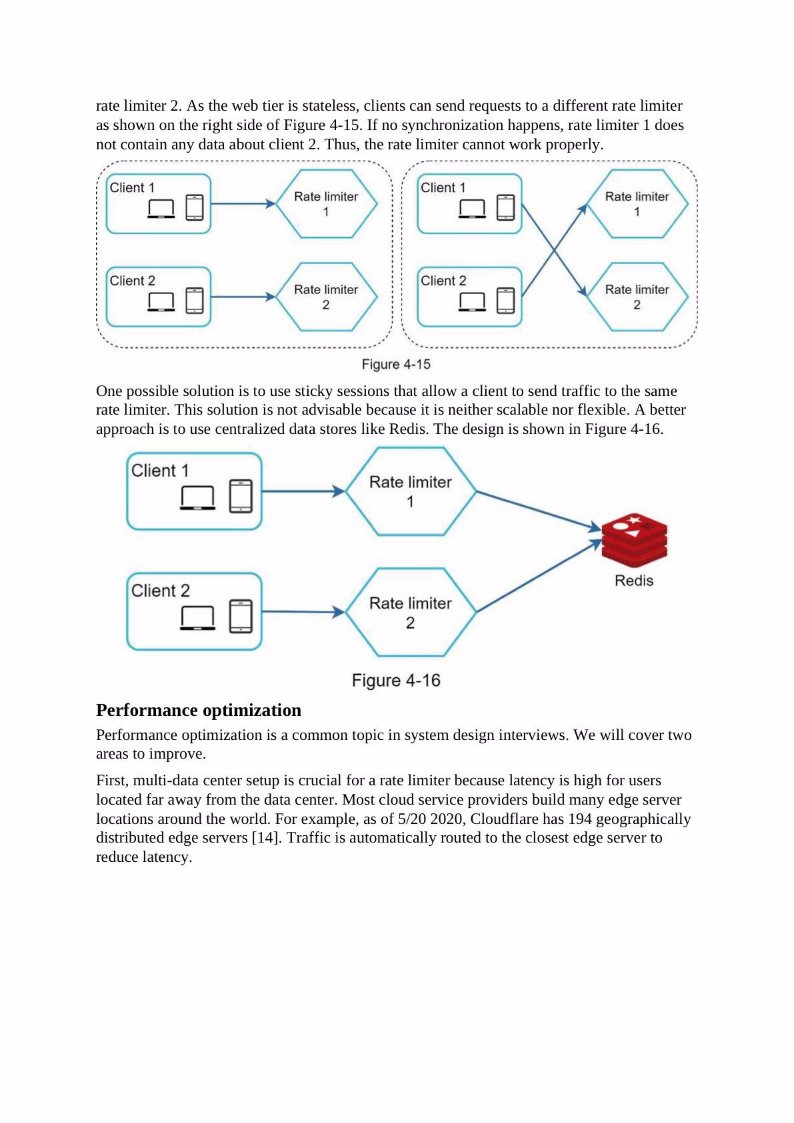 rate limiter 2. As the web tier is stateless, clients can send requests to a different rate limiter
as shown on the right side of Figure 4-15. If no synchronization happens, rate limiter 1 does
not contain any data about client 2. Thus, the rate limiter cannot work properly.
Client 1
Rate limiter
1
Client 2
Rate limiter
2
Client 1
Rate limiter
1
Client 2
Rate limiter
2
Figure 4-15
One possible solution is to use sticky sessions that allow a client to send traffic to the same
rate limiter. This solution is not advisable because it is neither scalable nor flexible. A better
approach is to use centralized data stores like Redis. The design is shown in Figure 4-16.
Client 1
Rate limiter
1
Client 2
Rate limiter
2
Redis
Figure 4-16
Performance optimization
Performance optimization is a common topic in system design interviews. We will cover two
areas to improve.
First, multi-data center setup is crucial for a rate limiter because latency is high for users
located far away from the data center. Most cloud service providers build many edge server
locations around the world. For example, as of 5/20 2020, Cloudflare has 194 geographically
distributed edge servers [14]. Traffic is automatically routed to the closest edge server to
reduce latency.